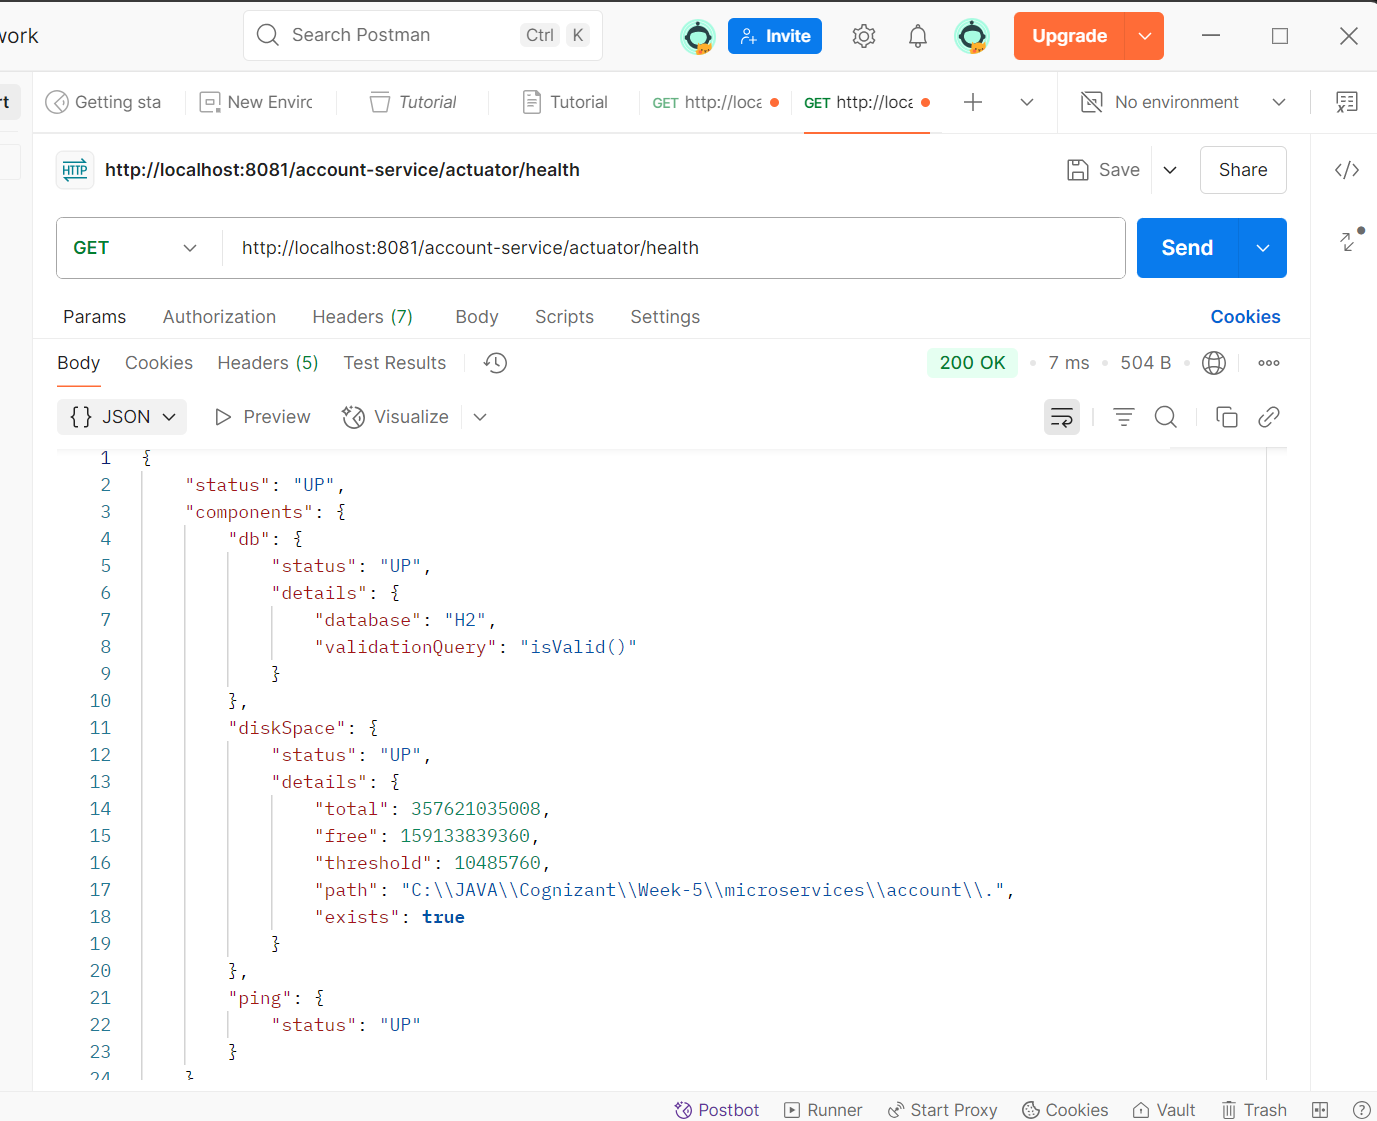 work
Search Postman
Ctrl K
Invite
Upgrade
rt
Getting sta
New Envirc
Tutorial
Tutorial
GET http://loca
GET http://loca
No environment
HTTP
http://localhost:8081/account-service/actuator/health
Save
Share
GET
http://localhost:8081/account-service/actuator/health
Send
Params Authorization Headers (7) Body Scripts Settings
Cookies
Body Cookies Headers (5) Test Results
200 OK 7 ms 504 B
{} JSON
Preview
Visualize
1 {
2 "status": "UP",
3 "components": {
4 "db": {
5 "status": "UP",
6 "details": {
7 "database": "H2",
8 "validationQuery": "isValid()"
9 }
10 },
11 "diskSpace": {
12 "status": "UP",
13 "details": {
14 "total": 357621035008,
15 "free": 159133839360,
16 "threshold": 10485760,
17 "path": "C:\\JAVA\\Cognizant\\Week-5\\microservices\\account\\.",
18 "exists": true
19 }
20 },
21 "ping": {
22 "status": "UP"
23 }
24 }
Postbot Runner Start Proxy Cookies Vault Trash